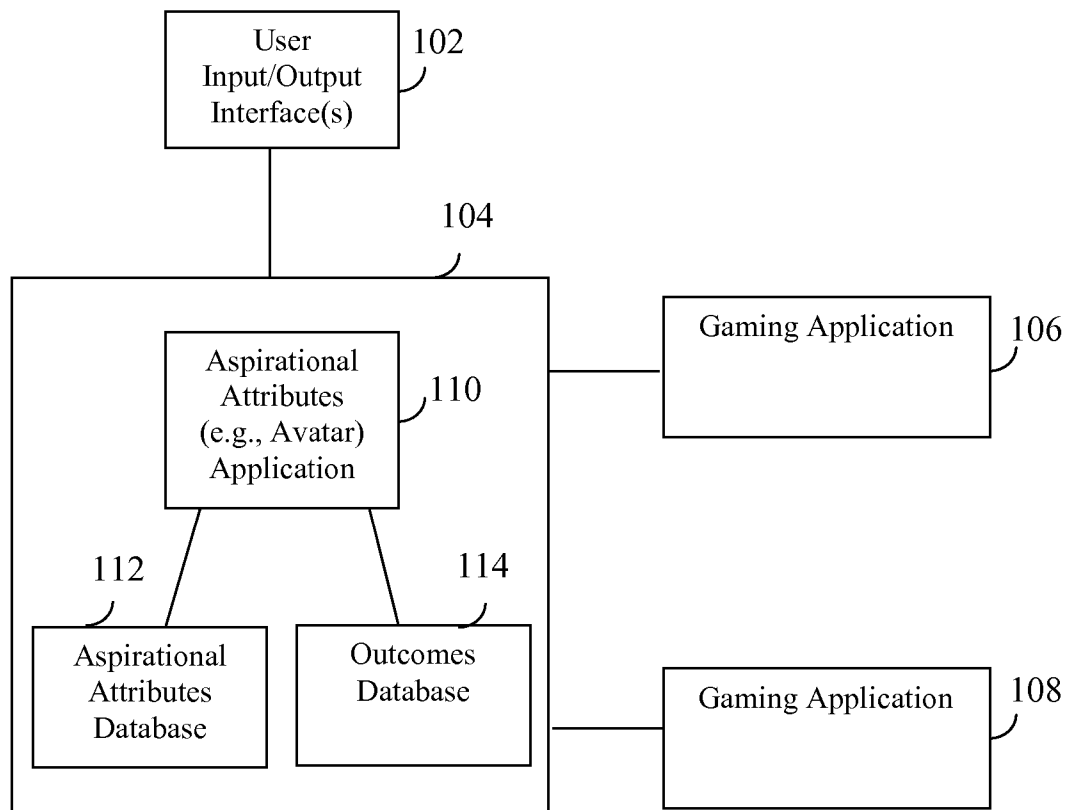 User
Input/Output
Interface(s)
102
104
Aspirational
Attributes
(e.g., Avatar)
Application
110
Gaming Application
106
112
Aspirational
Attributes
Database
114
Outcomes
Database
Gaming Application
108